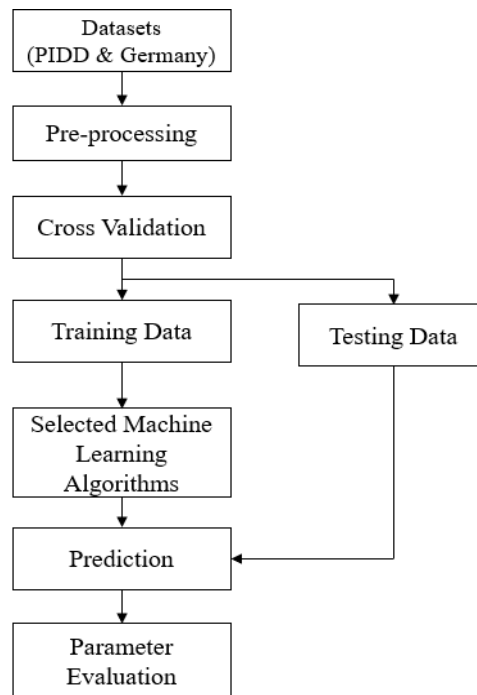 Datasets
(PIDD & Germany)
Pre-processing
Cross Validation
Training Data
Testing Data
Selected Machine
Learning
Algorithms
Prediction
Parameter
Evaluation